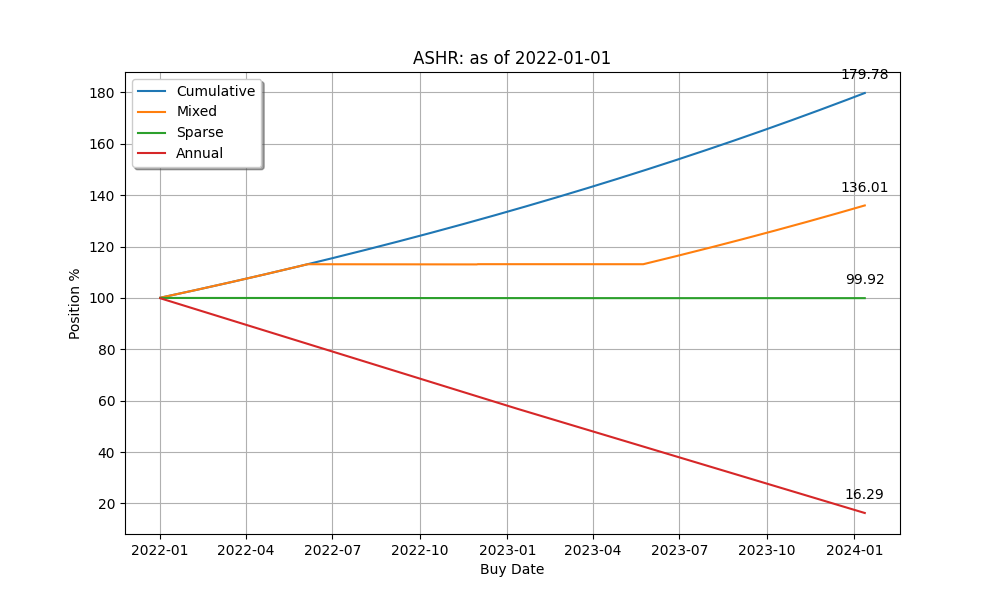 ASHR: as of 2022-01-01
Cumulative
Mixed
Sparse
Annual
179.78
136.01
99.92
16.29
Position %
180
160
140
120
100
80
60
40
20
2022-01 2022-04 2022-07 2022-10 2023-01 2023-04 2023-07 2023-10 2024-01
Buy Date